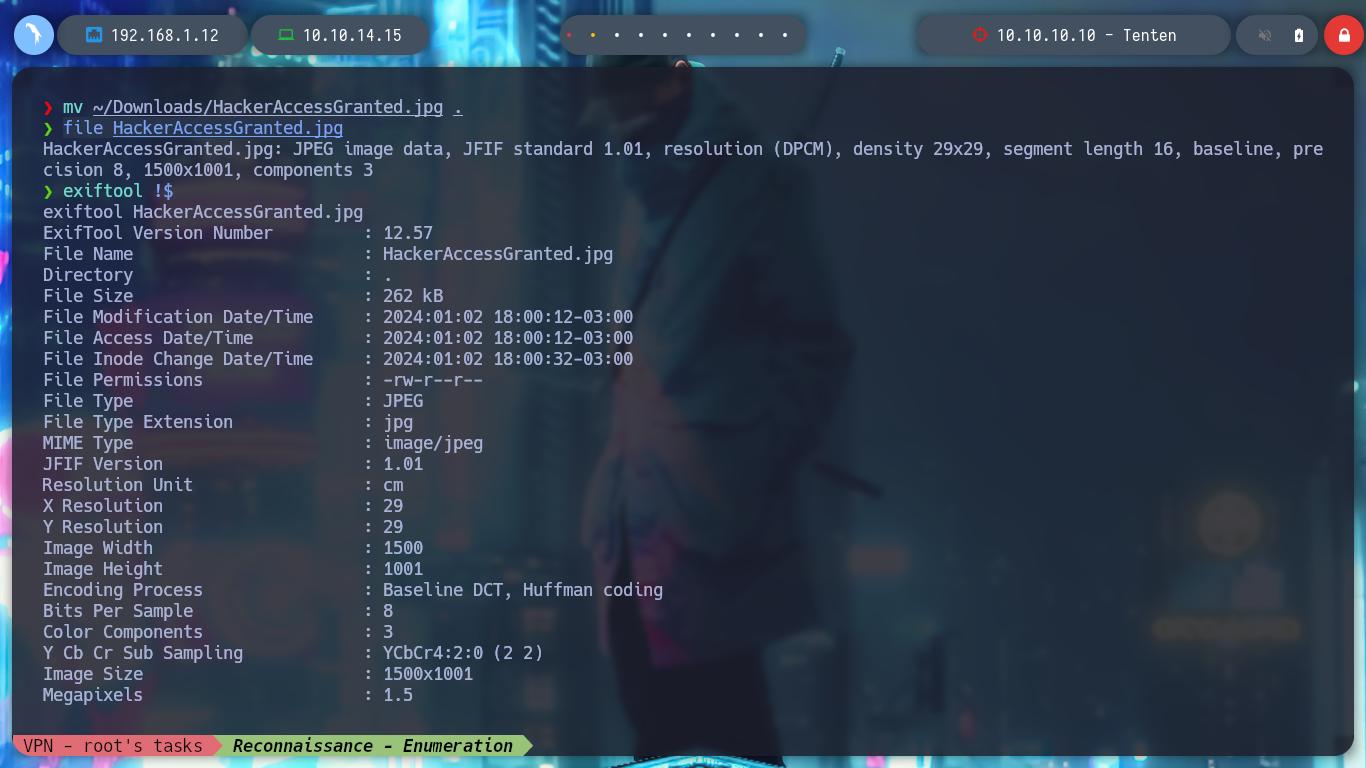 192.168.1.12
10.10.14.15
10.10.10.10 - Tenten
❯ mv ~/Downloads/HackerAccessGranted.jpg .
❯ file HackerAccessGranted.jpg
HackerAccessGranted.jpg: JPEG image data, JFIF standard 1.01, resolution (DPCM), density 29x29, segment length 16, baseline, pre
cision 8, 1500x1001, components 3
❯ exiftool !$
exiftool HackerAccessGranted.jpg
ExifTool Version Number : 12.57
File Name : HackerAccessGranted.jpg
Directory : .
File Size : 262 kB
File Modification Date/Time : 2024:01:02 18:00:12-03:00
File Access Date/Time : 2024:01:02 18:00:12-03:00
File Inode Change Date/Time : 2024:01:02 18:00:32-03:00
File Permissions : -rw-r--r--
File Type : JPEG
File Type Extension : jpg
MIME Type : image/jpeg
JFIF Version : 1.01
Resolution Unit : cm
X Resolution : 29
Y Resolution : 29
Image Width : 1500
Image Height : 1001
Encoding Process : Baseline DCT, Huffman coding
Bits Per Sample : 8
Color Components : 3
Y Cb Cr Sub Sampling : YCbCr4:2:0 (2 2)
Image Size : 1500x1001
Megapixels : 1.5
VPN - root's tasks
Reconnaissance - Enumeration